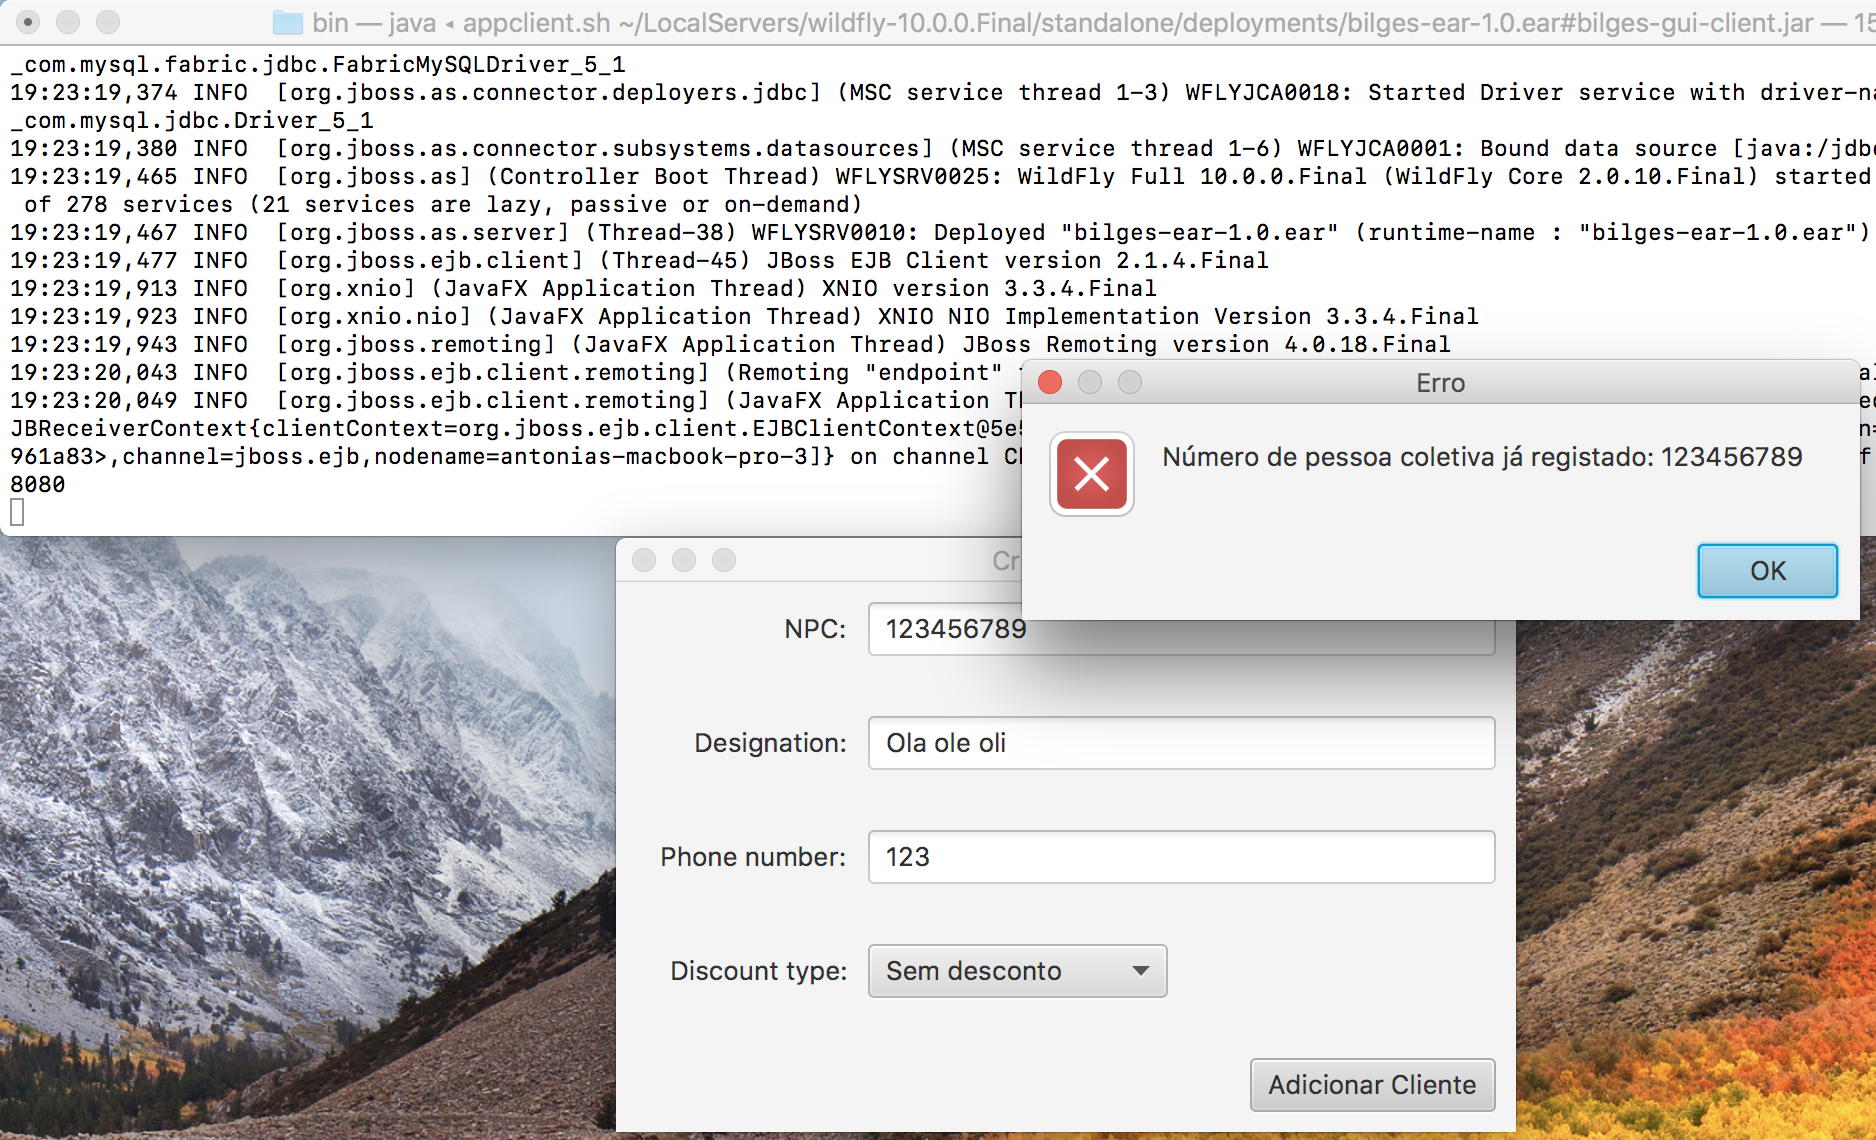 bin — java ◂ appclient.sh ~/LocalServers/wildfly-10.0.0.Final/standalone/deployments/bilges-ear-1.0.ear#bilges-gui-client.jar —
_com.mysql.fabric.jdbc.FabricMySQLDriver_5_1
19:23:19,374 INFO  [org.jboss.as.connector.deployers.jdbc] (MSC service thread 1-3) WFLYJCA0018: Started Driver service with
_com.mysql.jdbc.Driver_5_1
19:23:19,380 INFO  [org.jboss.as.connector.subsystems.datasources] (MSC service thread 1-6) WFLYJCA0001: Bound data source
19:23:19,465 INFO  [org.jboss.as] (Controller Boot Thread) WFLYSRV0025: WildFly Full 10.0.0.Final (WildFly Core 2.0.10.Final) started
of 278 services (21 services are lazy, passive or on-demand)
19:23:19,467 INFO  [org.jboss.as.server] (Thread-38) WFLYSRV0010: Deployed "bilges-ear-1.0.ear" (runtime-name : "bilges-ear-1.0.ear")
19:23:19,477 INFO  [org.jboss.ejb.client] (Thread-45) JBoss EJB Client version 2.1.4.Final
19:23:19,913 INFO  [org.xnio] (JavaFX Application Thread) XNIO version 3.3.4.Final
19:23:19,923 INFO  [org.xnio.nio] (JavaFX Application Thread) XNIO NIO Implementation Version 3.3.4.Final
19:23:19,943 INFO  [org.jboss.remoting] (JavaFX Application Thread) JBoss Remoting version 4.0.18.Final
19:23:20,043 INFO  [org.jboss.ejb.client.remoting] (Remoting "endpoint"
19:23:20,049 INFO  [org.jboss.ejb.client.remoting] (JavaFX Application
JBReceiverContext{clientContext=org.jboss.ejb.client.EJBClientContext@5e
961a83>,channel=jboss.ejb,nodename=antonias-macbook-pro-3]} on channel
8080
Erro
Número de pessoa coletiva já registado: 123456789
OK
NPC: 123456789
Designation: Ola ole oli
Phone number: 123
Discount type: Sem desconto
Adicionar Cliente